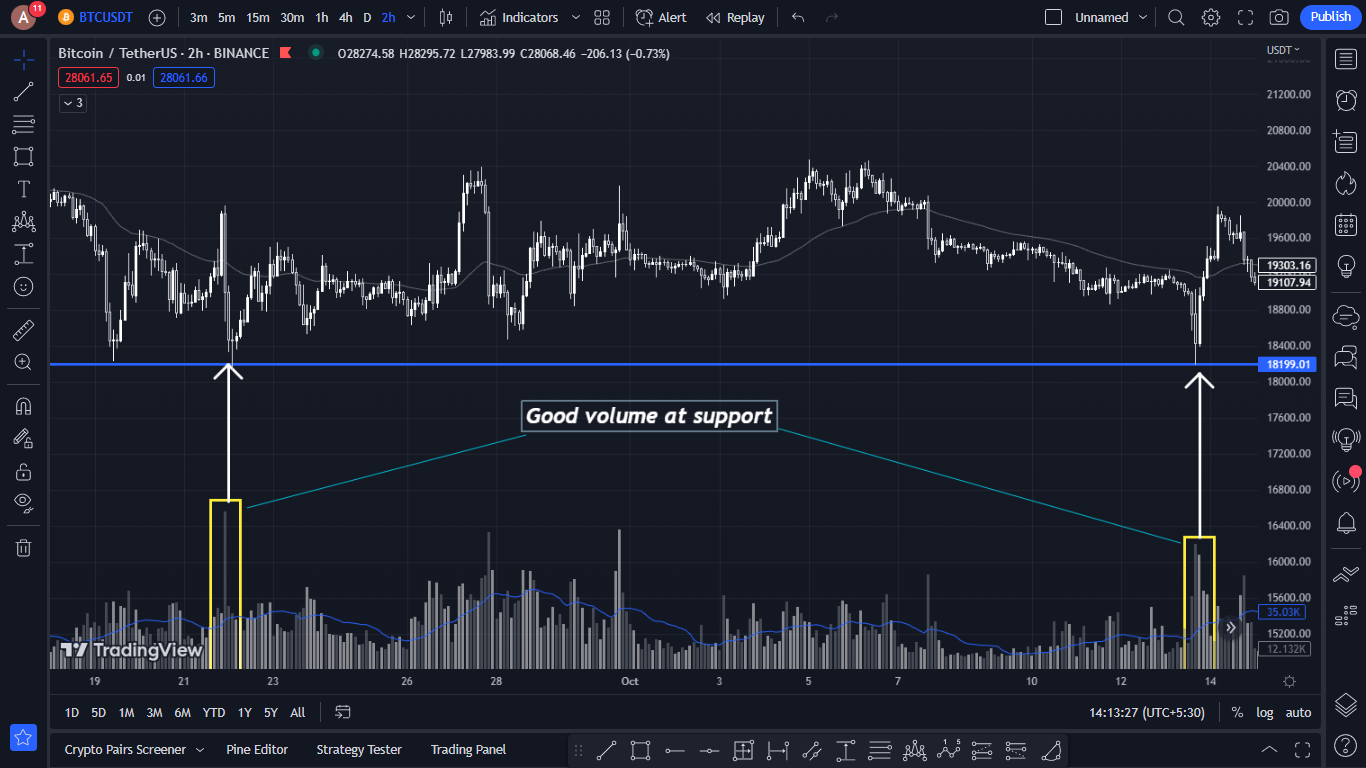 A
11
BTCUSDT
3m 5m 15m 30m 1h 4h D 2h
Indicators
Alert
Replay
Unnamed
Publish
Bitcoin / TetherUS · 2h · BINANCE
O28274.58 H28295.72 L27983.99 C28068.46 −206.13 (−0.73%)
28061.65 0.01 28061.66
3
USDT
21200.00
20800.00
20400.00
20000.00
19600.00
19303.16
19107.94
18800.00
18400.00
18199.01
18000.00
Good volume at support
17600.00
17200.00
16800.00
16400.00
16000.00
15600.00
35.03K
15200.00
12.132K
TradingView
19 21 23 26 28 Oct 3 5 7 10 12 14
1D 5D 1M 3M 6M YTD 1Y 5Y All
14:13:27 (UTC+5:30) % log auto
Crypto Pairs Screener Pine Editor Strategy Tester Trading Panel